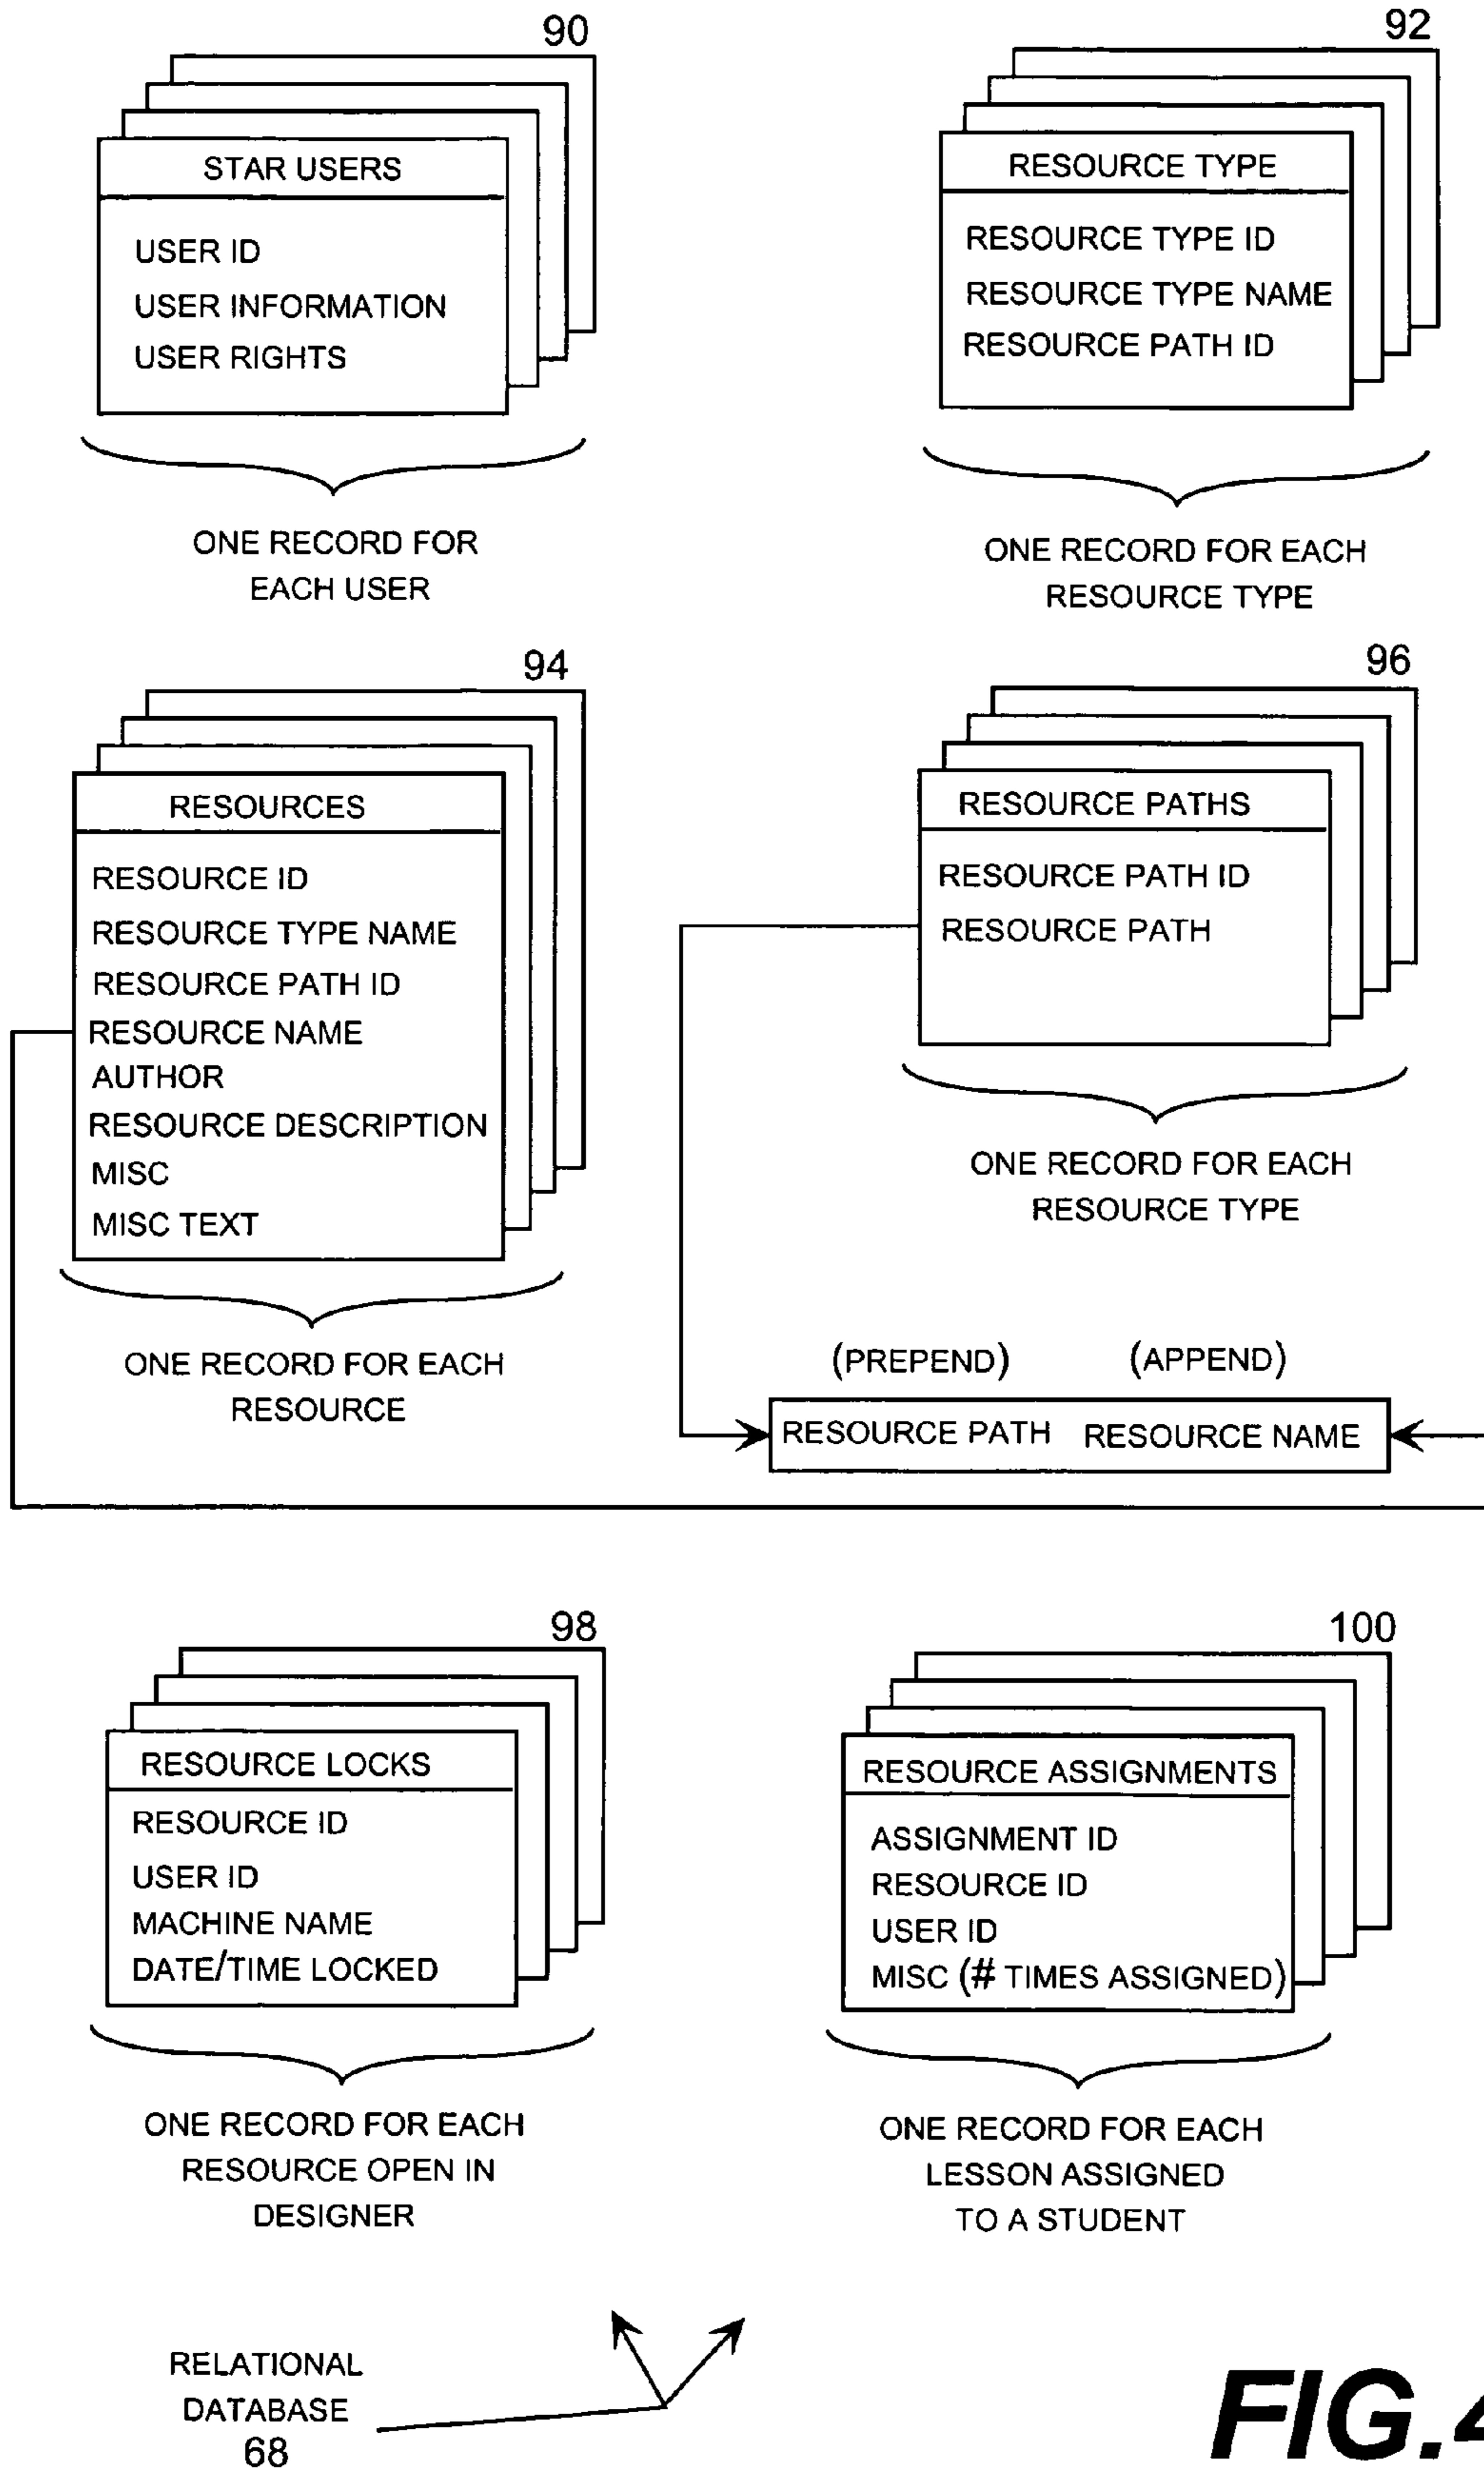 90
STAR USERS
USER ID
USER INFORMATION
USER RIGHTS
ONE RECORD FOR
EACH USER
92
RESOURCE TYPE
RESOURCE TYPE ID
RESOURCE TYPE NAME
RESOURCE PATH ID
ONE RECORD FOR EACH
RESOURCE TYPE
94
RESOURCES
RESOURCE ID
RESOURCE TYPE NAME
RESOURCE PATH ID
RESOURCE NAME
AUTHOR
RESOURCE DESCRIPTION
MISC
MISC TEXT
ONE RECORD FOR EACH
RESOURCE
96
RESOURCE PATHS
RESOURCE PATH ID
RESOURCE PATH
ONE RECORD FOR EACH
RESOURCE TYPE
(PREPEND) (APPEND)
RESOURCE PATH RESOURCE NAME
98
RESOURCE LOCKS
RESOURCE ID
USER ID
MACHINE NAME
DATE/TIME LOCKED
ONE RECORD FOR EACH
RESOURCE OPEN IN
DESIGNER
100
RESOURCE ASSIGNMENTS
ASSIGNMENT ID
RESOURCE ID
USER ID
MISC (# TIMES ASSIGNED)
ONE RECORD FOR EACH
LESSON ASSIGNED
TO A STUDENT
RELATIONAL
DATABASE
68
FIG.4